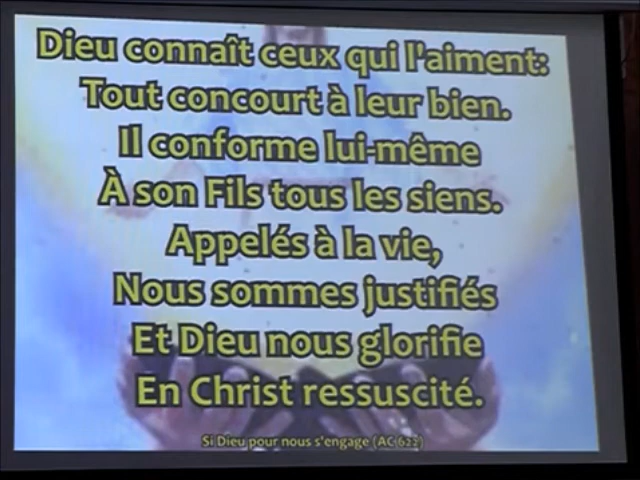 Dieu connaît ceux qui l'aiment:
Tout concourt à leur bien.
Il conforme lui-même
À son Fils tous les siens.
Appelés à la vie,
Nous sommes justifiés
Et Dieu nous glorifie
En Christ ressuscité.
Si Dieu pour nous s'engage (AC 622)